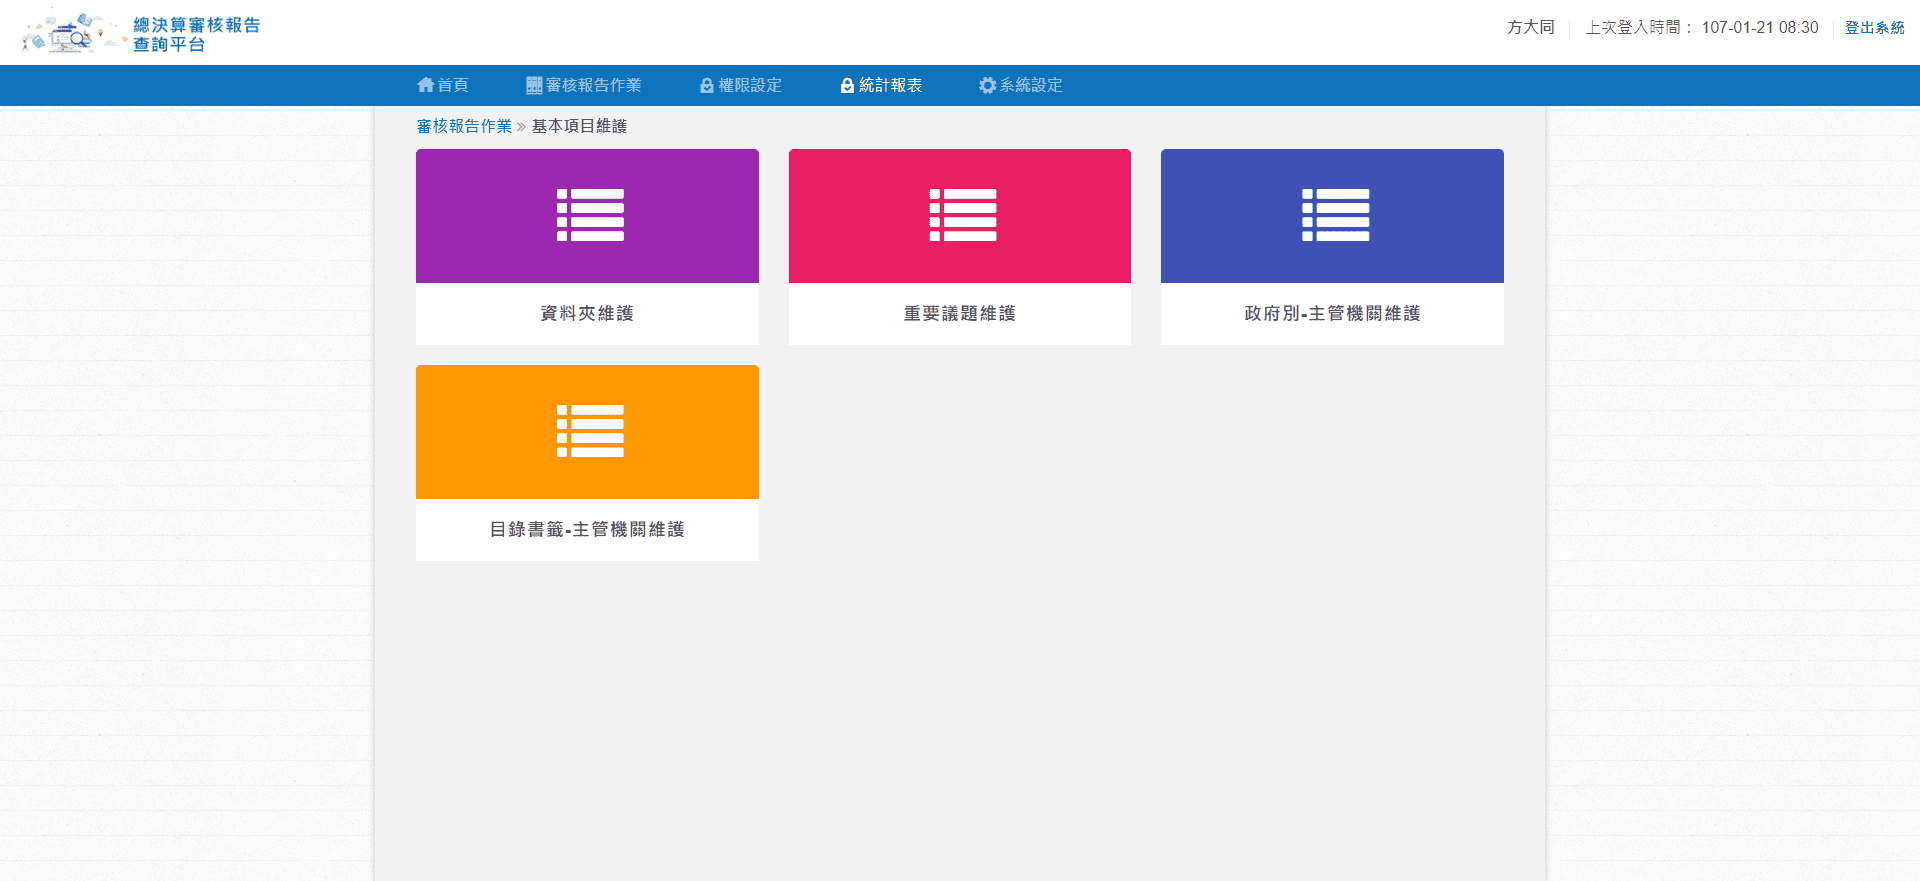 總決算審核報告
查詢平台
方大同 上次登入時間： 107-01-21 08:30 登出系統
首頁 審核報告作業 權限設定 統計報表 系統設定
審核報告作業 » 基本項目維護
資料夾維護 重要議題維護 政府別-主管機關維護
目錄書籤-主管機關維護